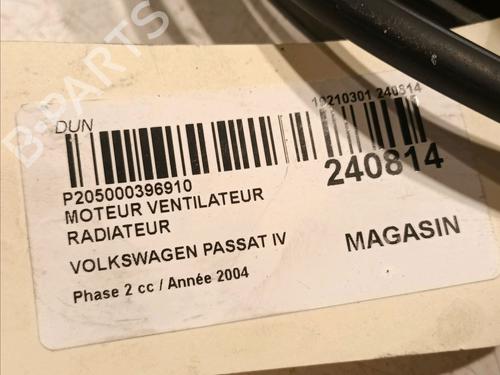 B-PARTS
DUN
10210301 240814
P205000396910
240814
MOTEUR VENTILATEUR
RADIATEUR
VOLKSWAGEN PASSAT IV
MAGASIN
Phase 2 cc / Année 2004